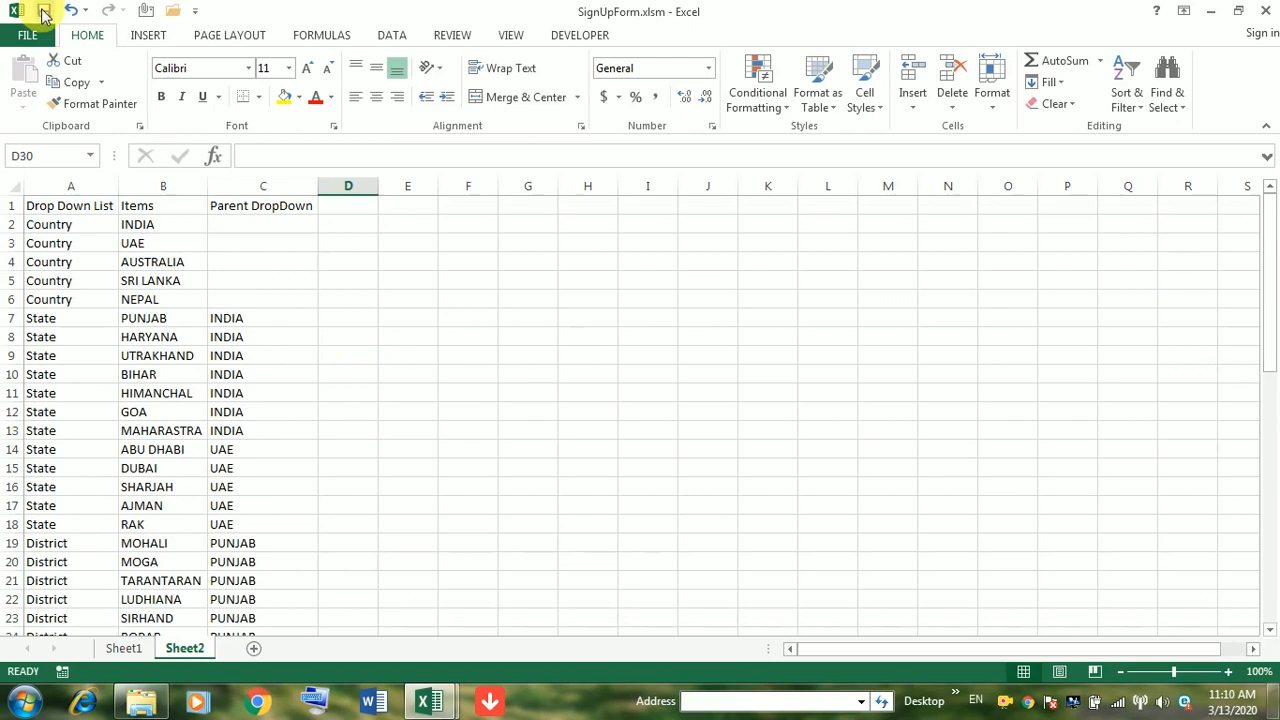 SignUpForm.xlsm - Excel
Sign in
FILE HOME INSERT PAGE LAYOUT FORMULAS DATA REVIEW VIEW DEVELOPER
Paste
Cut
Copy
Format Painter
Clipboard
Calibri 11
B I U
Font
Wrap Text
Merge & Center
Alignment
General
$ % ,
Number
Conditional Formatting
Format as Table
Cell Styles
Styles
Insert Delete Format
Cells
AutoSum
Fill
Clear
Sort & Filter
Find & Select
Editing
D30
fx
A B C D E F G H I J K L M N O P Q R S
1 Drop Down List Items Parent DropDown
2 Country INDIA
3 Country UAE
4 Country AUSTRALIA
5 Country SRI LANKA
6 Country NEPAL
7 State PUNJAB INDIA
8 State HARYANA INDIA
9 State UTRAKHAND INDIA
10 State BIHAR INDIA
11 State HIMANCHAL INDIA
12 State GOA INDIA
13 State MAHARASTRA INDIA
14 State ABU DHABI UAE
15 State DUBAI UAE
16 State SHARJAH UAE
17 State AJMAN UAE
18 State RAK UAE
19 District MOHALI PUNJAB
20 District MOGA PUNJAB
21 District TARANTARAN PUNJAB
22 District LUDHIANA PUNJAB
23 District SIRHAND PUNJAB
Sheet1 Sheet2
READY
100%
Address
Desktop
EN
11:10 AM
3/13/2020